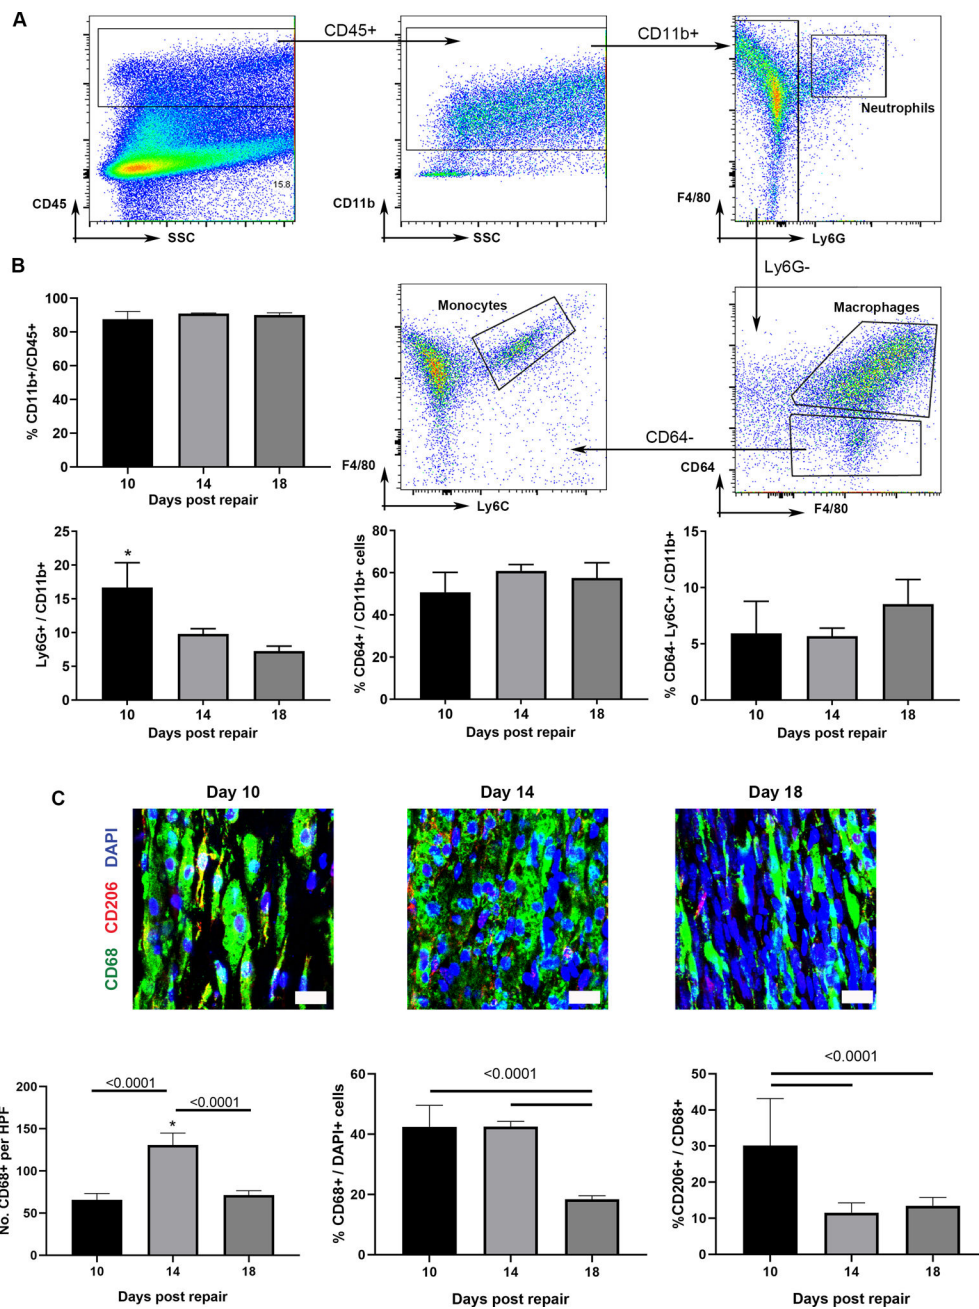 A
CD45+
CD11b+
Neutrophils
15.8
CD45
SSC
CD11b
SSC
F4/80
Ly6G
Ly6G-
B
% CD11b+/CD45+
100
80
60
40
20
0
10 14 18
Days post repair
Monocytes
F4/80
Ly6C
CD64-
Macrophages
CD64
F4/80
Ly6G+ / CD11b+
25
20
15
10
5
0
*
10 14 18
Days post repair
% CD64+ / CD11b+ cells
80
60
40
20
0
10 14 18
Days post repair
% CD64- Ly6C+ / CD11b+
15
10
5
0
10 14 18
Days post repair
C
Day 10
Day 14
Day 18
CD68 CD206 DAPI
No. CD68+ per HPF
200
150
100
50
0
<0.0001
<0.0001
*
10 14 18
Days post repair
% CD68+ / DAPI+ cells
60
40
20
0
<0.0001
10 14 18
Days post repair
%CD206+ / CD68+
50
40
30
20
10
0
<0.0001
10 14 18
Days post repair